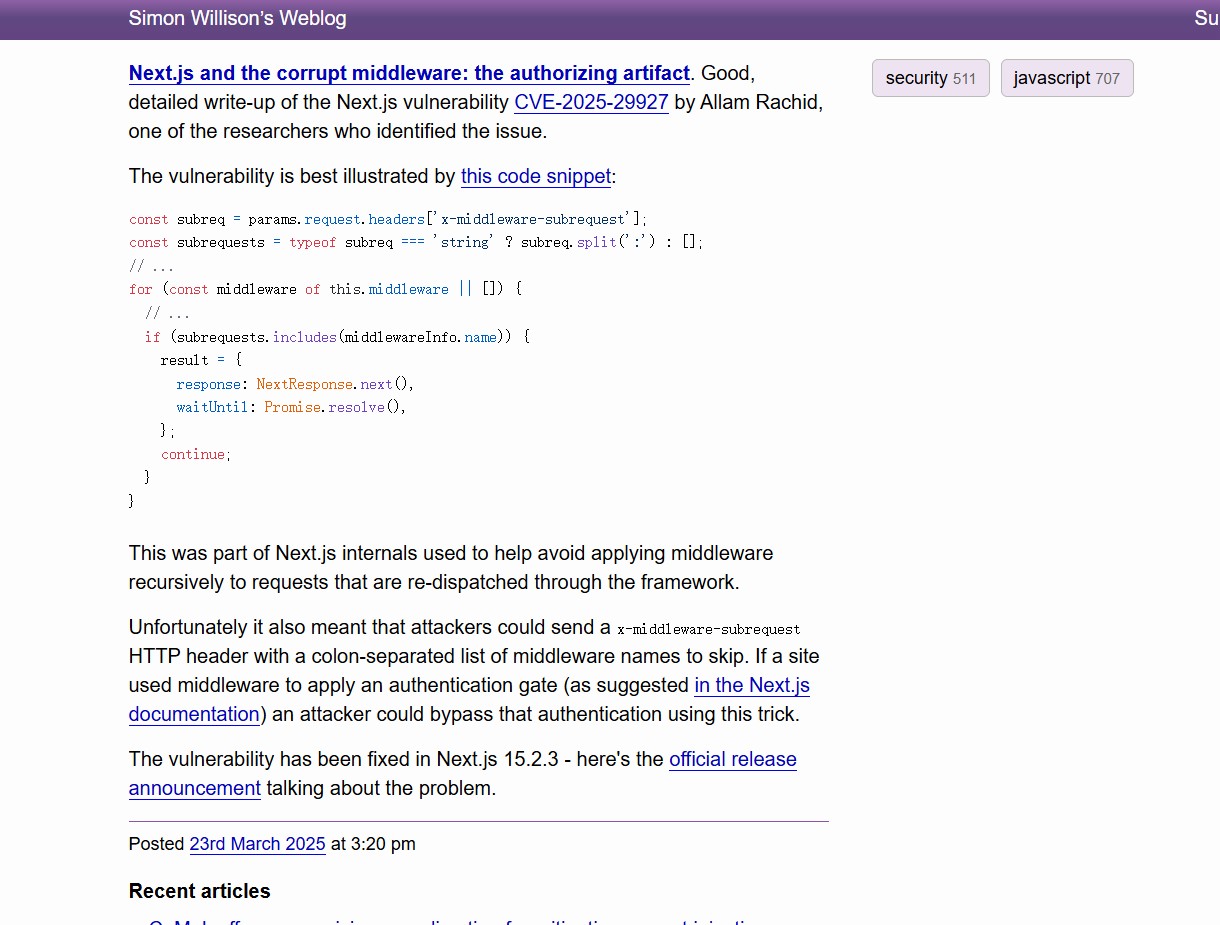 Simon Willison’s Weblog
Su
Next.js and the corrupt middleware: the authorizing artifact. Good,
detailed write-up of the Next.js vulnerability CVE-2025-29927 by Allam Rachid,
one of the researchers who identified the issue.
security 511
javascript 707
The vulnerability is best illustrated by this code snippet:
const subreq = params.request.headers['x-middleware-subrequest'];
const subrequests = typeof subreq === 'string' ? subreq.split(':') : [];
// ...
for (const middleware of this.middleware || []) {
  // ...
  if (subrequests.includes(middlewareInfo.name)) {
    result = {
      response: NextResponse.next(),
      waitUntil: Promise.resolve(),
    };
    continue;
  }
}
This was part of Next.js internals used to help avoid applying middleware
recursively to requests that are re-dispatched through the framework.
Unfortunately it also meant that attackers could send a x-middleware-subrequest
HTTP header with a colon-separated list of middleware names to skip. If a site
used middleware to apply an authentication gate (as suggested in the Next.js
documentation) an attacker could bypass that authentication using this trick.
The vulnerability has been fixed in Next.js 15.2.3 - here's the official release
announcement talking about the problem.
Posted 23rd March 2025 at 3:20 pm
Recent articles